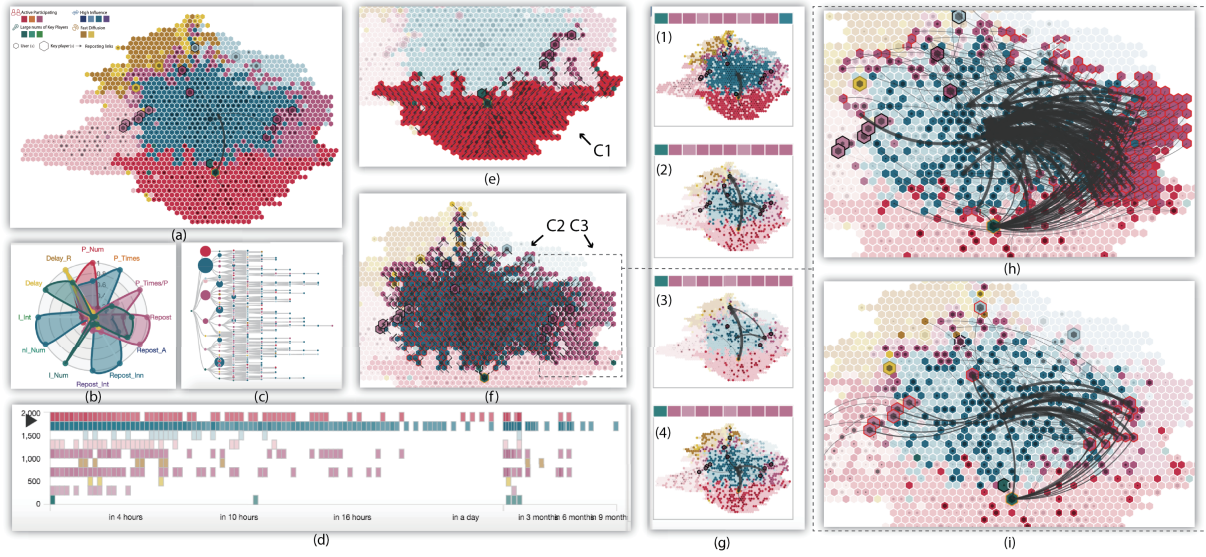 Active Participating
High Influence
Large nums of Key Players
Fast Diffusion
User (s)
Key player(s)
Reposting links
(a)
P_Num
Delay_R
P_Times
Delay
P_Times/P
I_Int
Repost
nl_Num
Repost_A
I_Num
Repost_Inn
Repost_Int
(b)
(c)
2,000
1,500
1,000
500
0
in 4 hours
in 10 hours
in 16 hours
in a day
in 3 months
in 6 months
in 9 month
(d)
C1
(e)
C2 C3
(f)
(1)
(2)
(3)
(4)
(g)
(h)
(i)